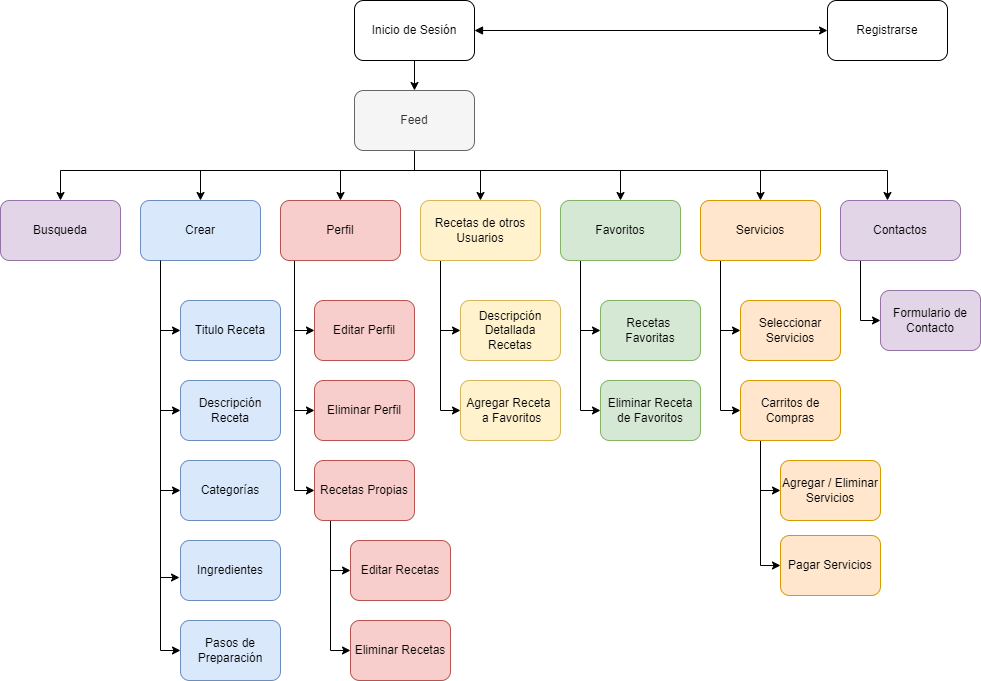 Inicio de Sesión
Registrarse
Feed
Busqueda
Crear
Perfil
Recetas de otros
Usuarios
Favoritos
Servicios
Contactos
Titulo Receta
Descripción
Receta
Categorías
Ingredientes
Pasos de
Preparación
Editar Perfil
Eliminar Perfil
Recetas Propias
Editar Recetas
Eliminar Recetas
Descripción
Detallada
Recetas
Agregar Receta
a Favoritos
Recetas
Favoritas
Eliminar Receta
de Favoritos
Seleccionar
Servicios
Carritos de
Compras
Agregar / Eliminar
Servicios
Pagar Servicios
Formulario de
Contacto